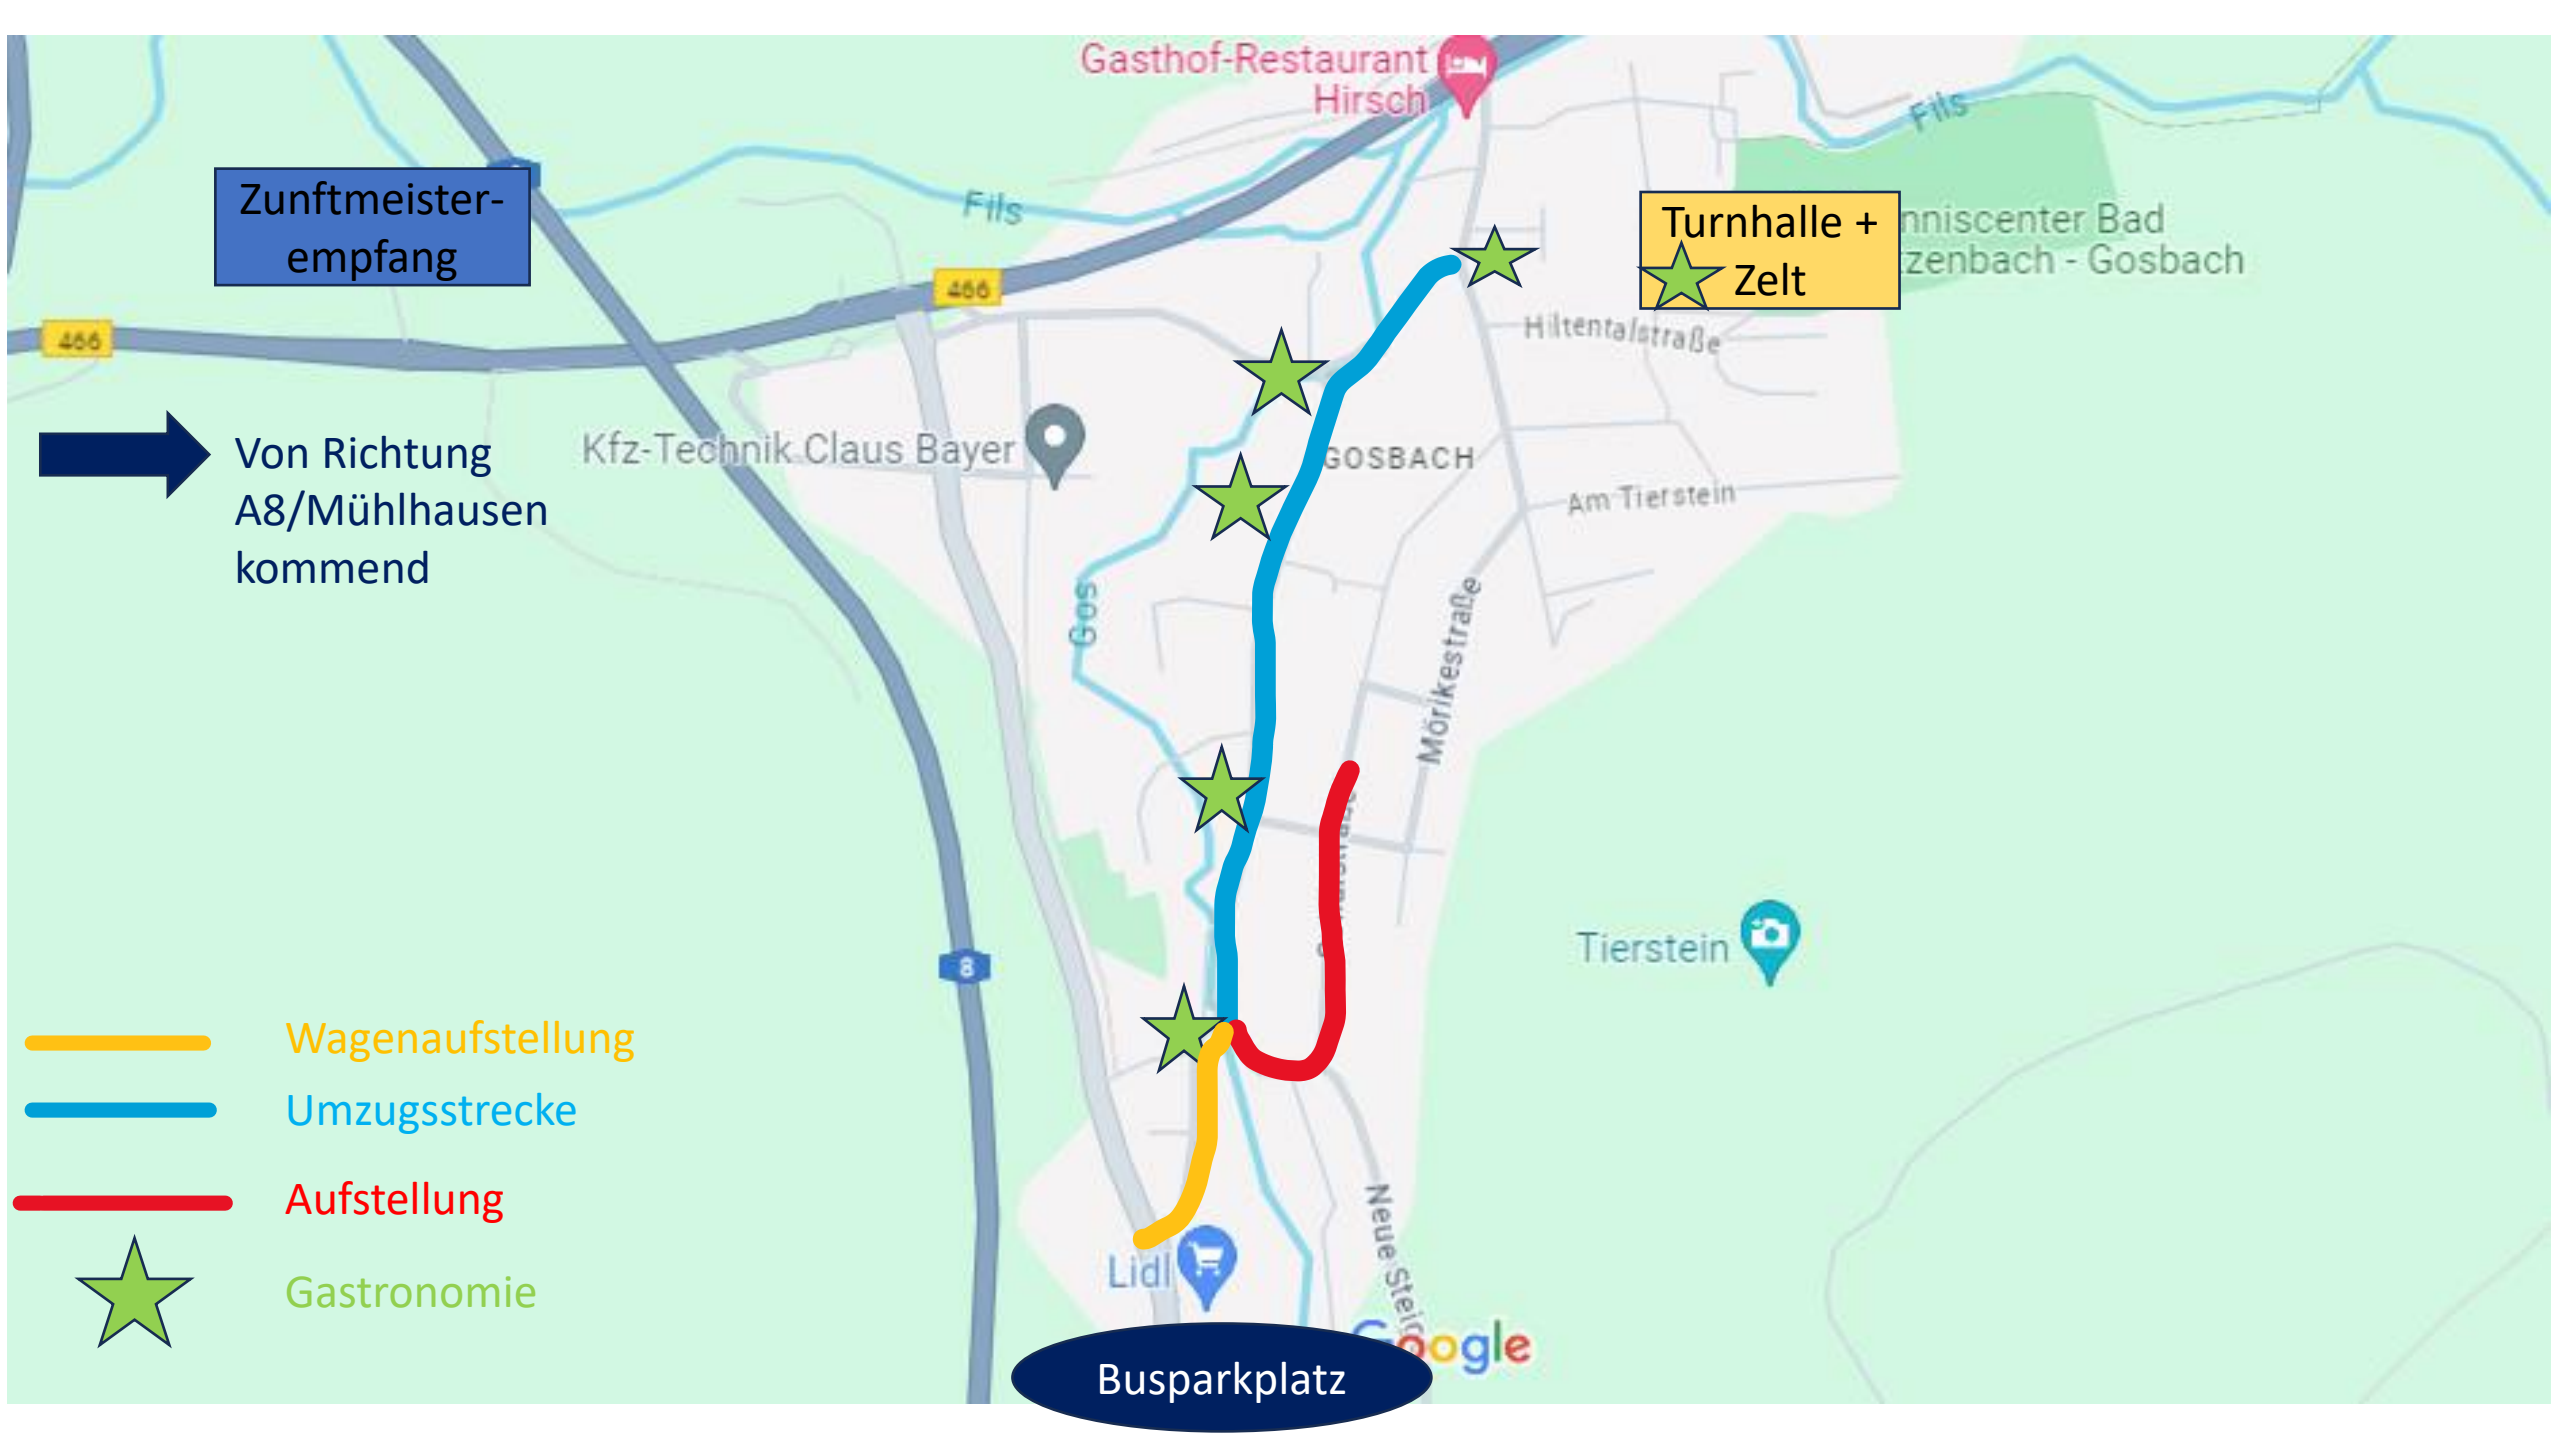 Gasthof-Restaurant
Hirsch
Fils
Zunftmeister-
empfang
Fils
Turnhalle +
Zelt
nniscenter Bad
zenbach - Gosbach
466
466
Hiltentalstraße
Von Richtung
A8/Mühlhausen
kommend
Kfz-Technik Claus Bayer
GOSBACH
Am Tierstein
Gos
Mörikestraße
Tierstein
8
Wagenaufstellung
Umzugsstrecke
Aufstellung
Gastronomie
Lidl
Neue Steig
Google
Busparkplatz